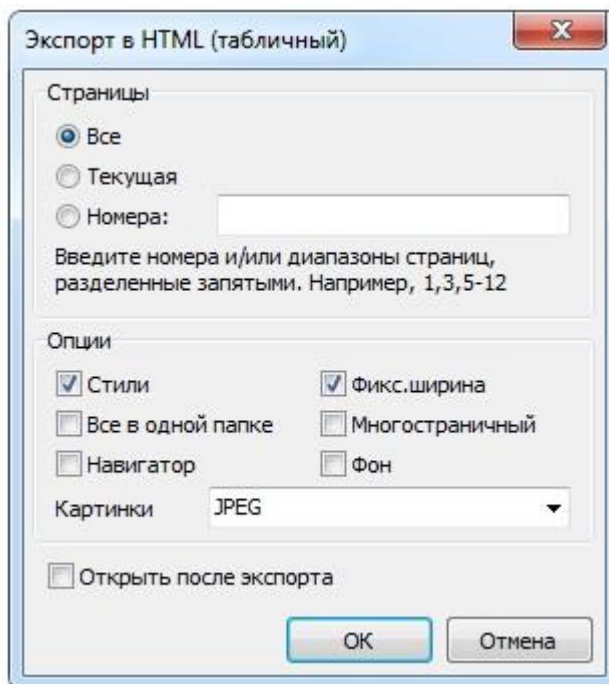 Экспорт в HTML (табличный)
Страницы
Все
Текущая
Номера:
Введите номера и/или диапазоны страниц,
разделенные запятыми. Например, 1,3,5-12
Опции
Стили
Фикс.ширина
Все в одной папке
Многостраничный
Навигатор
Фон
Картинки JPEG
Открыть после экспорта
OK
Отмена